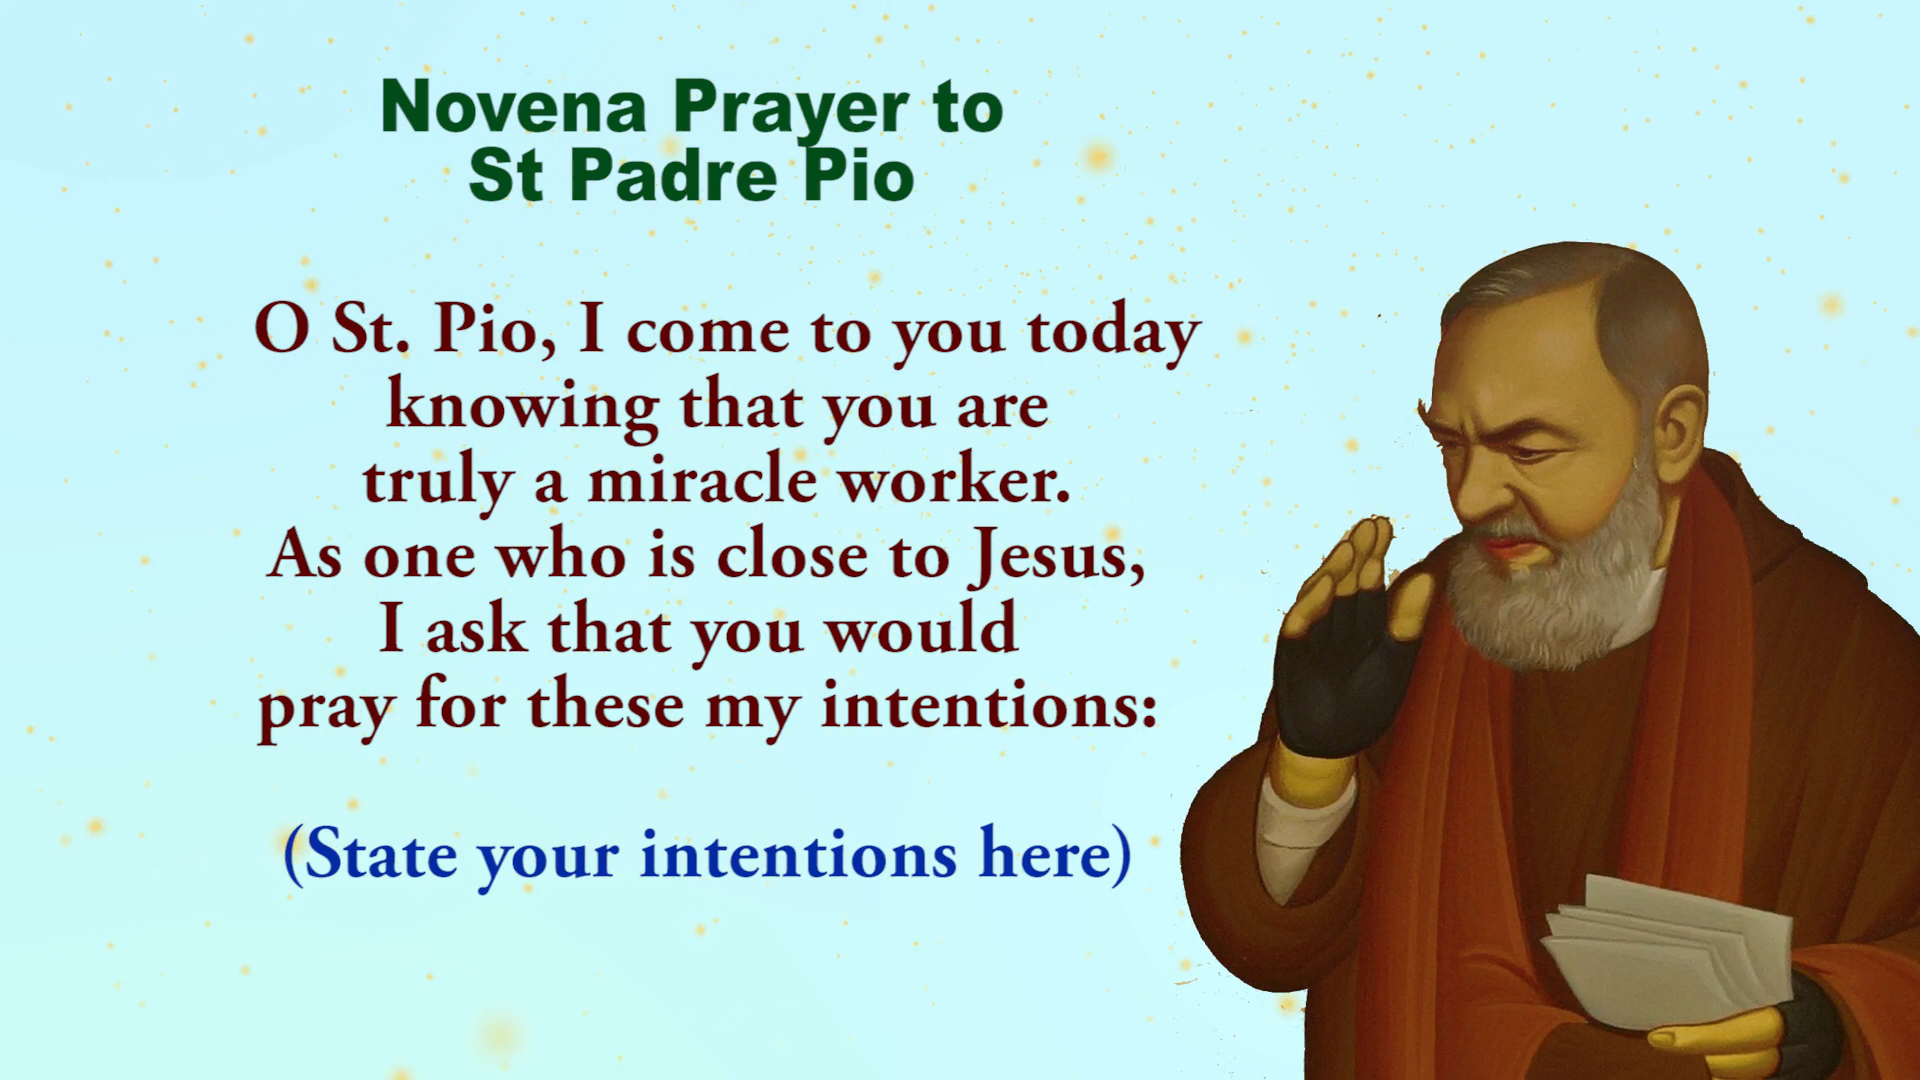 Novena Prayer to
St Padre Pio
O St. Pio, I come to you today
knowing that you are
truly a miracle worker.
As one who is close to Jesus,
I ask that you would
pray for these my intentions:
(State your intentions here)